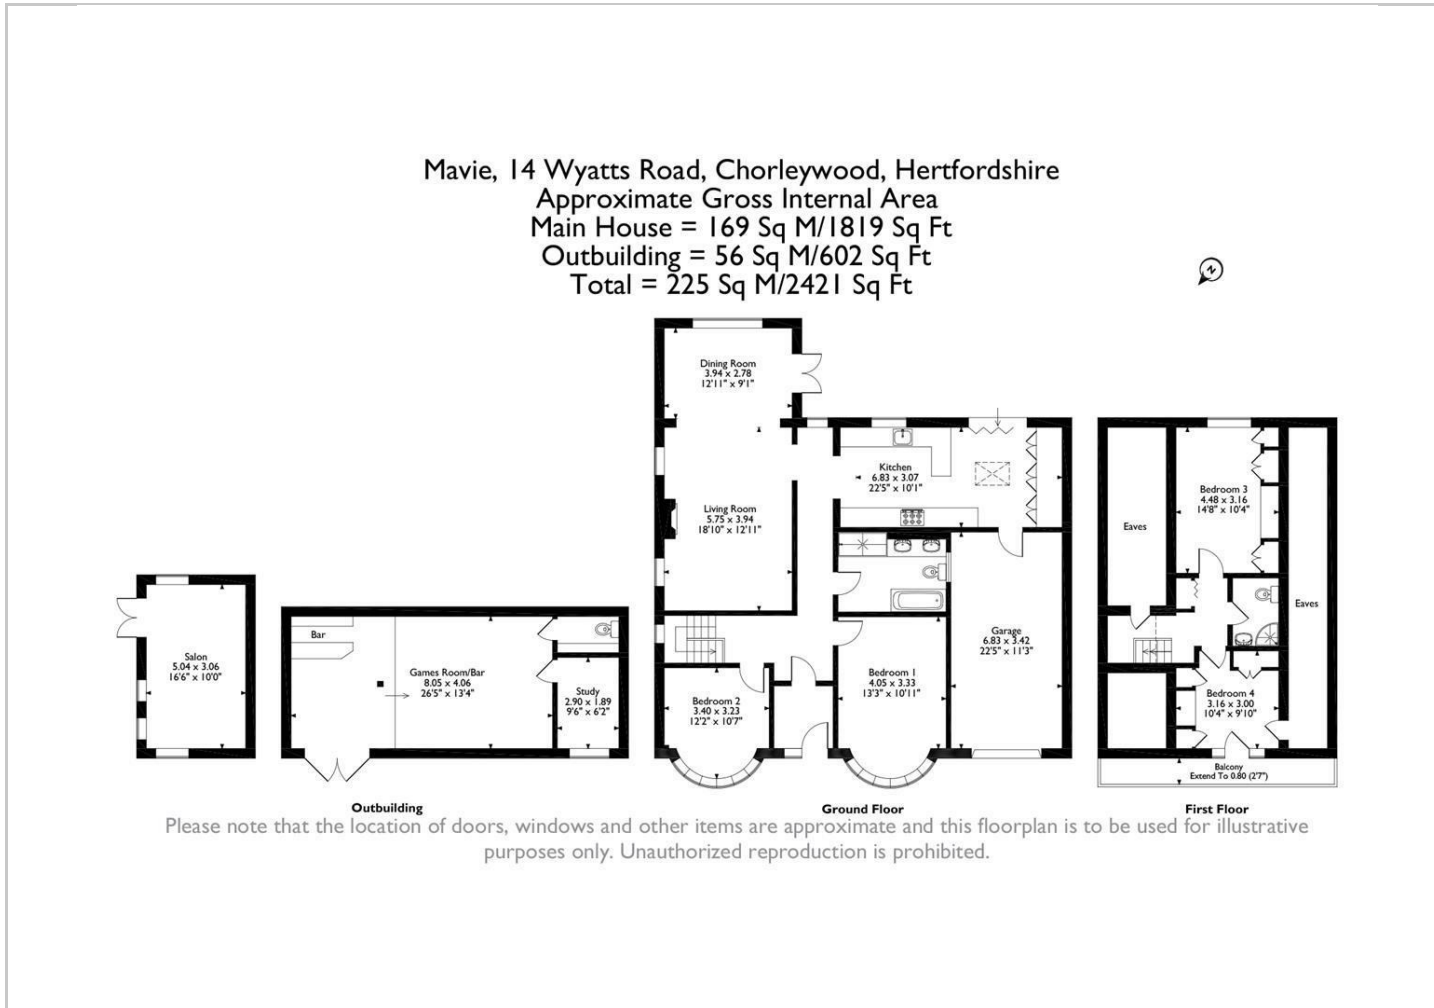 Mavie, 14 Wyatts Road, Chorleywood, Hertfordshire
Approximate Gross Internal Area
Main House = 169 Sq M/1819 Sq Ft
Outbuilding = 56 Sq M/602 Sq Ft
Total = 225 Sq M/2421 Sq Ft
N
Salon
5.04 x 3.06
16'6" x 10'0"
Bar
Games Room/Bar
8.05 x 4.06
26'5" x 13'4"
Study
2.90 x 1.89
9'6" x 6'2"
Outbuilding
Dining Room
3.94 x 2.78
12'11" x 9'1"
Living Room
5.75 x 3.94
18'10" x 12'11"
Kitchen
6.83 x 3.07
22'5" x 10'1"
Garage
6.83 x 3.42
22'5" x 11'3"
Bedroom 1
4.05 x 3.33
13'3" x 10'11"
Bedroom 2
3.40 x 3.23
12'2" x 10'7"
Ground Floor
Bedroom 3
4.48 x 3.16
14'8" x 10'4"
Eaves
Eaves
Bedroom 4
3.16 x 3.00
10'4" x 9'10"
Balcony
Extend To 0.80 (2'7")
First Floor
Please note that the location of doors, windows and other items are approximate and this floorplan is to be used for illustrative
purposes only. Unauthorized reproduction is prohibited.